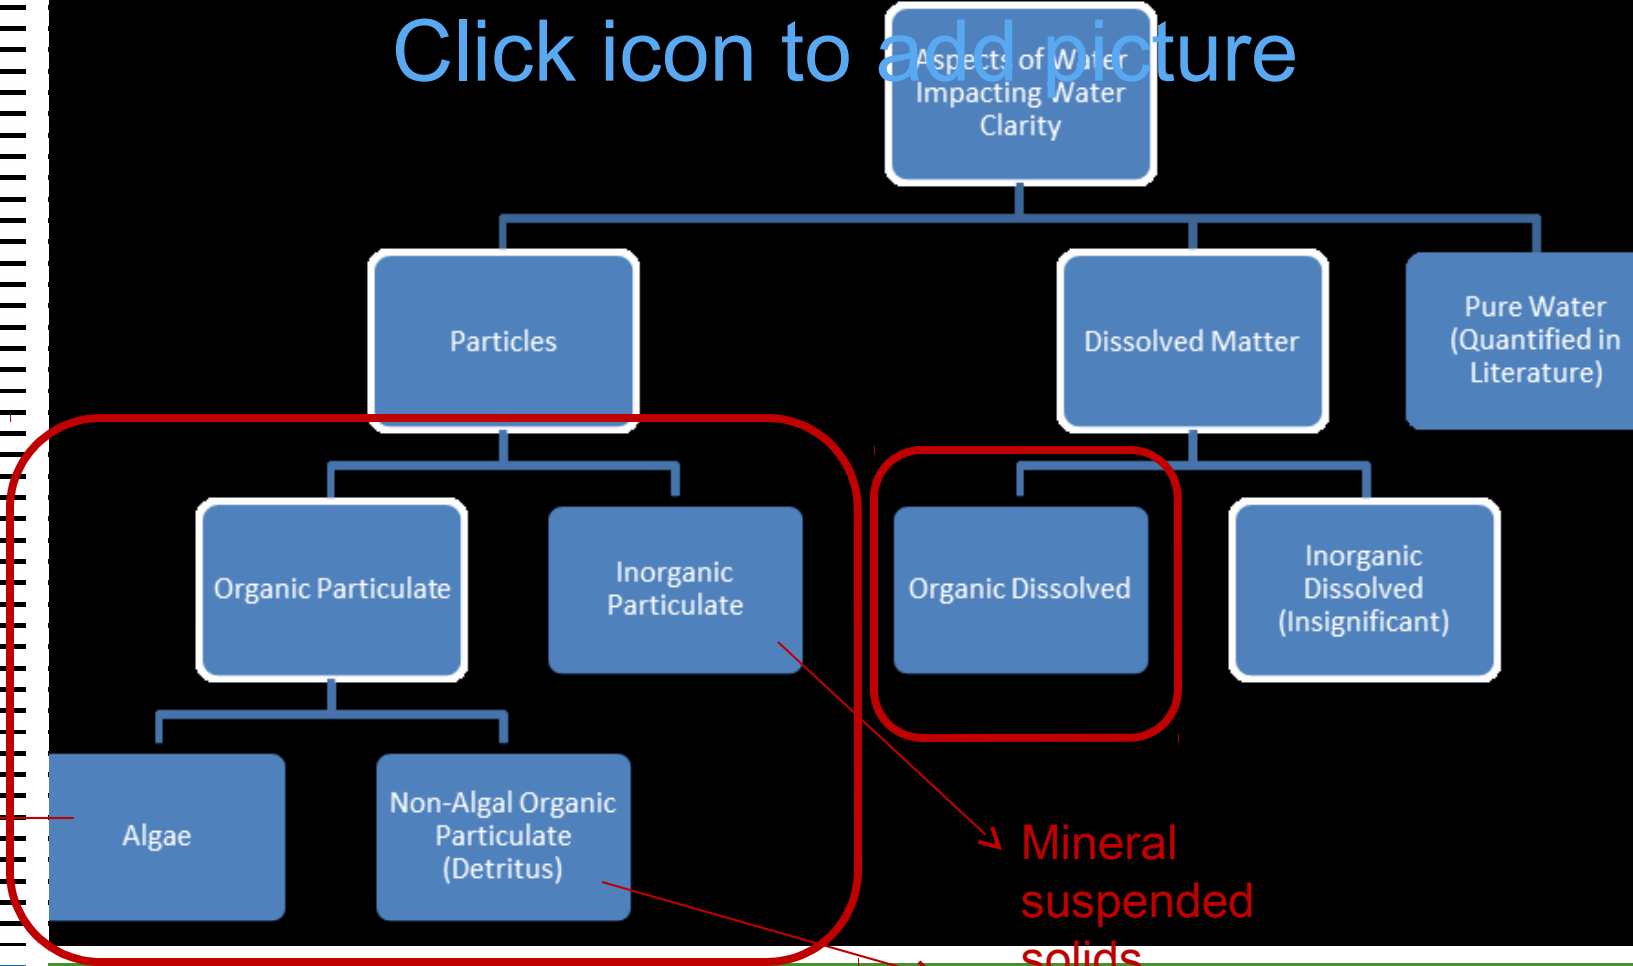 Click icon to add picture
Aspects of Water
Impacting Water
Clarity
Particles
Dissolved Matter
Pure Water
(Quantified in
Literature)
Organic Particulate
Inorganic
Particulate
Organic Dissolved
Inorganic
Dissolved
(Insignificant)
Algae
Non-Algal Organic
Particulate
(Detritus)
Mineral
suspended
solids